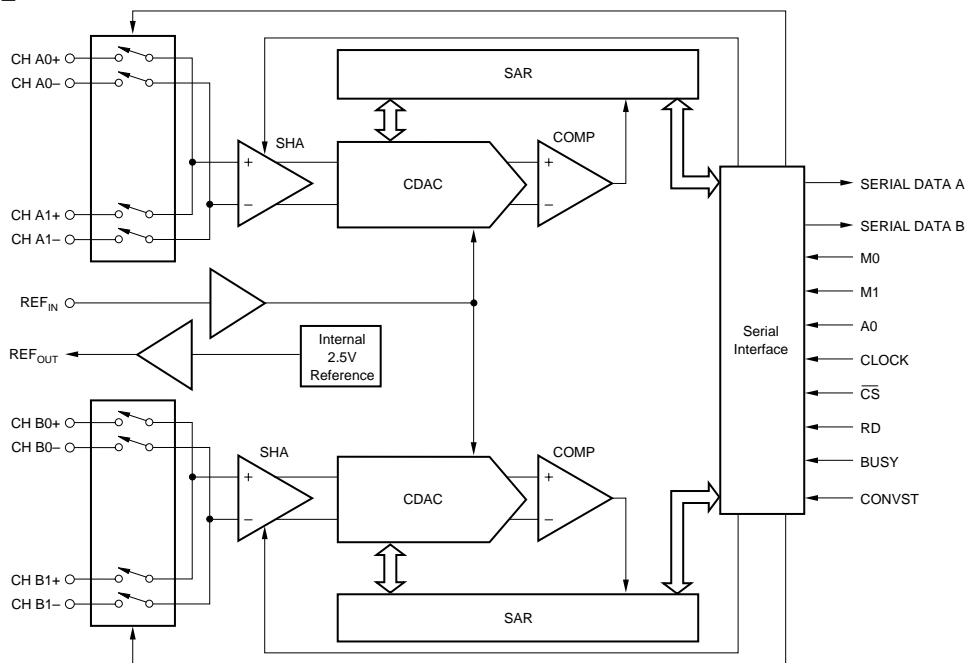 CH A0+
CH A0–
SAR
SHA
COMP
+
–
CDAC
+
–
CH A1+
CH A1–
REFIN
REFOUT
Internal
2.5V
Reference
Serial
Interface
SERIAL DATA A
SERIAL DATA B
M0
M1
A0
CLOCK
CS
RD
BUSY
CONVST
CH B0+
CH B0–
SHA
COMP
+
–
CDAC
+
–
CH B1+
CH B1–
SAR